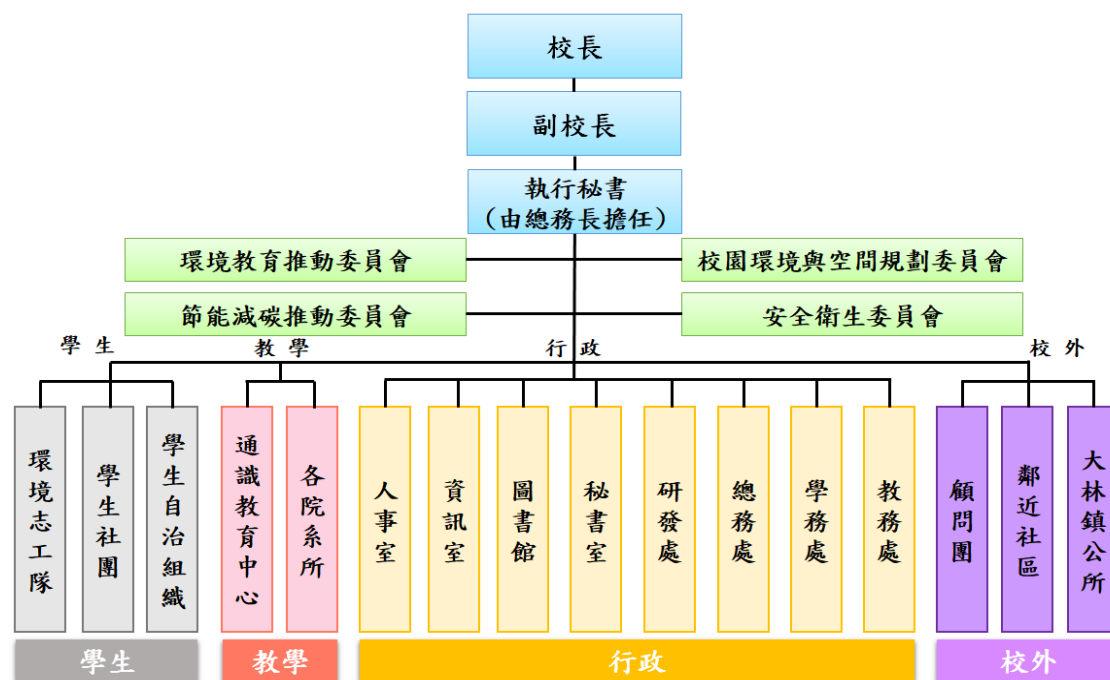 校長
副校長
執行秘書
（由總務長擔任）
環境教育推動委員會
校園環境與空間規劃委員會
節能減碳推動委員會
安全衛生委員會
學生
教學
行政
校外
環境志工隊
學生社團
學生自治組織
通識教育中心
各院系所
人事室
資訊室
圖書館
秘書室
研發處
總務處
學務處
教務處
顧問團
鄰近社區
大林鎮公所
學生
教學
行政
校外